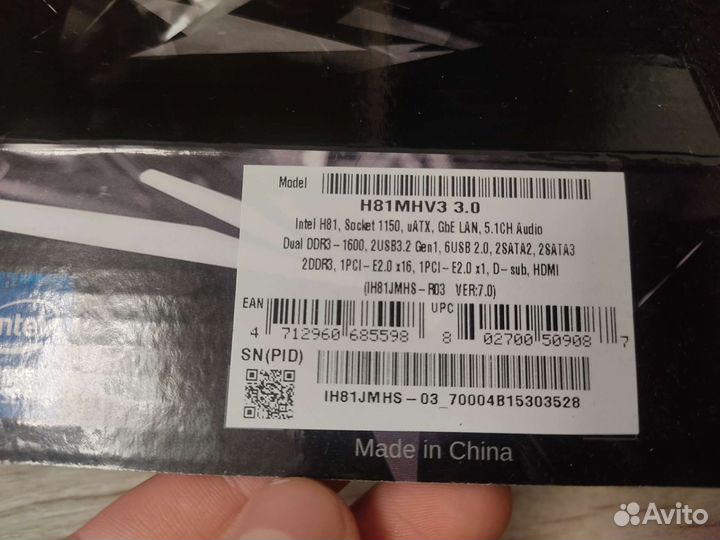 Model
H81MHV3 3.0
Intel H81, Socket 1150, uATX, GbE LAN, 5.1CH Audio
Dual DDR3-1600, 2USB3.2 Gen1, 6USB 2.0, 2SATA2, 2SATA3
2DDR3, 1PCI-E2.0 x16, 1PCI-E2.0 x1, D-sub, HDMI
(IH81JMHS-R03 VER:7.0)
EAN UPC
4 712960 685598 8 02700 50908 7
SN(PID)
IH81JMHS-03_70004B15303528
Made in China
Avito